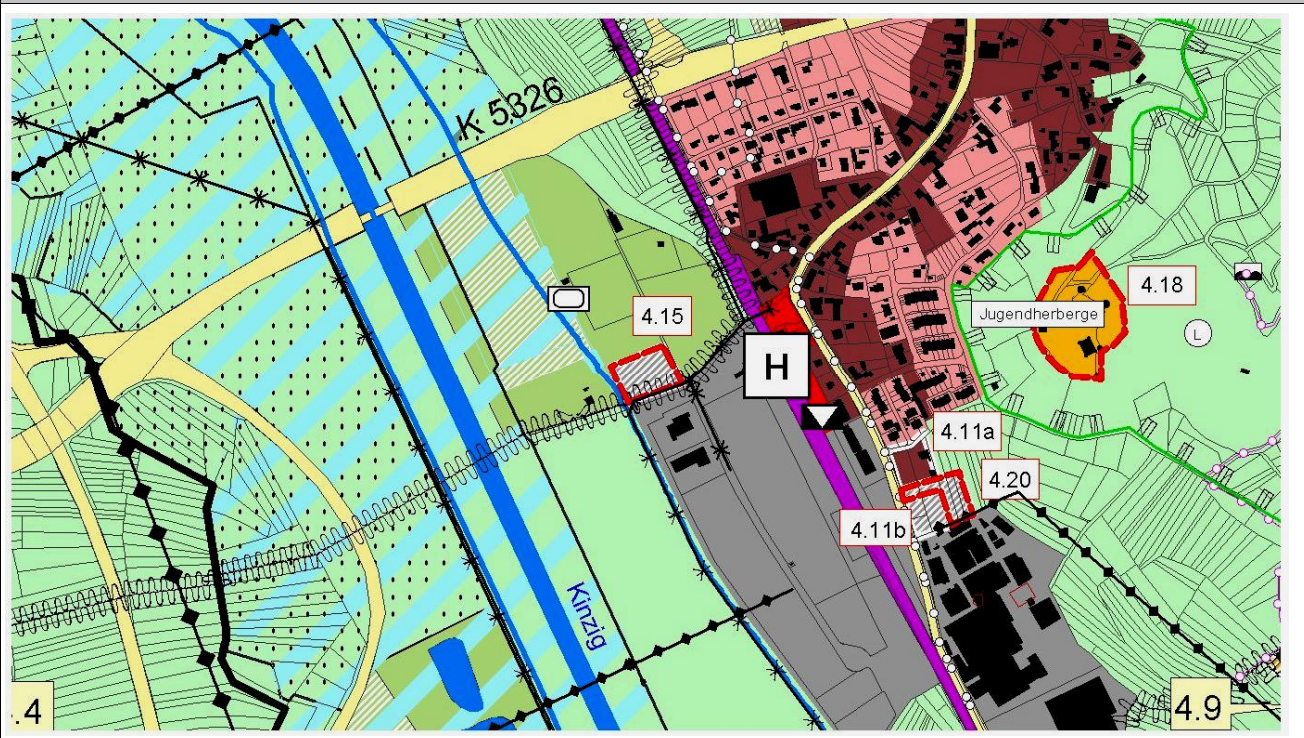 K 5326
4.15
4.18
Jugendherberge
L
H
4.11a
4.20
4.11b
Kinzig
.4
4.9